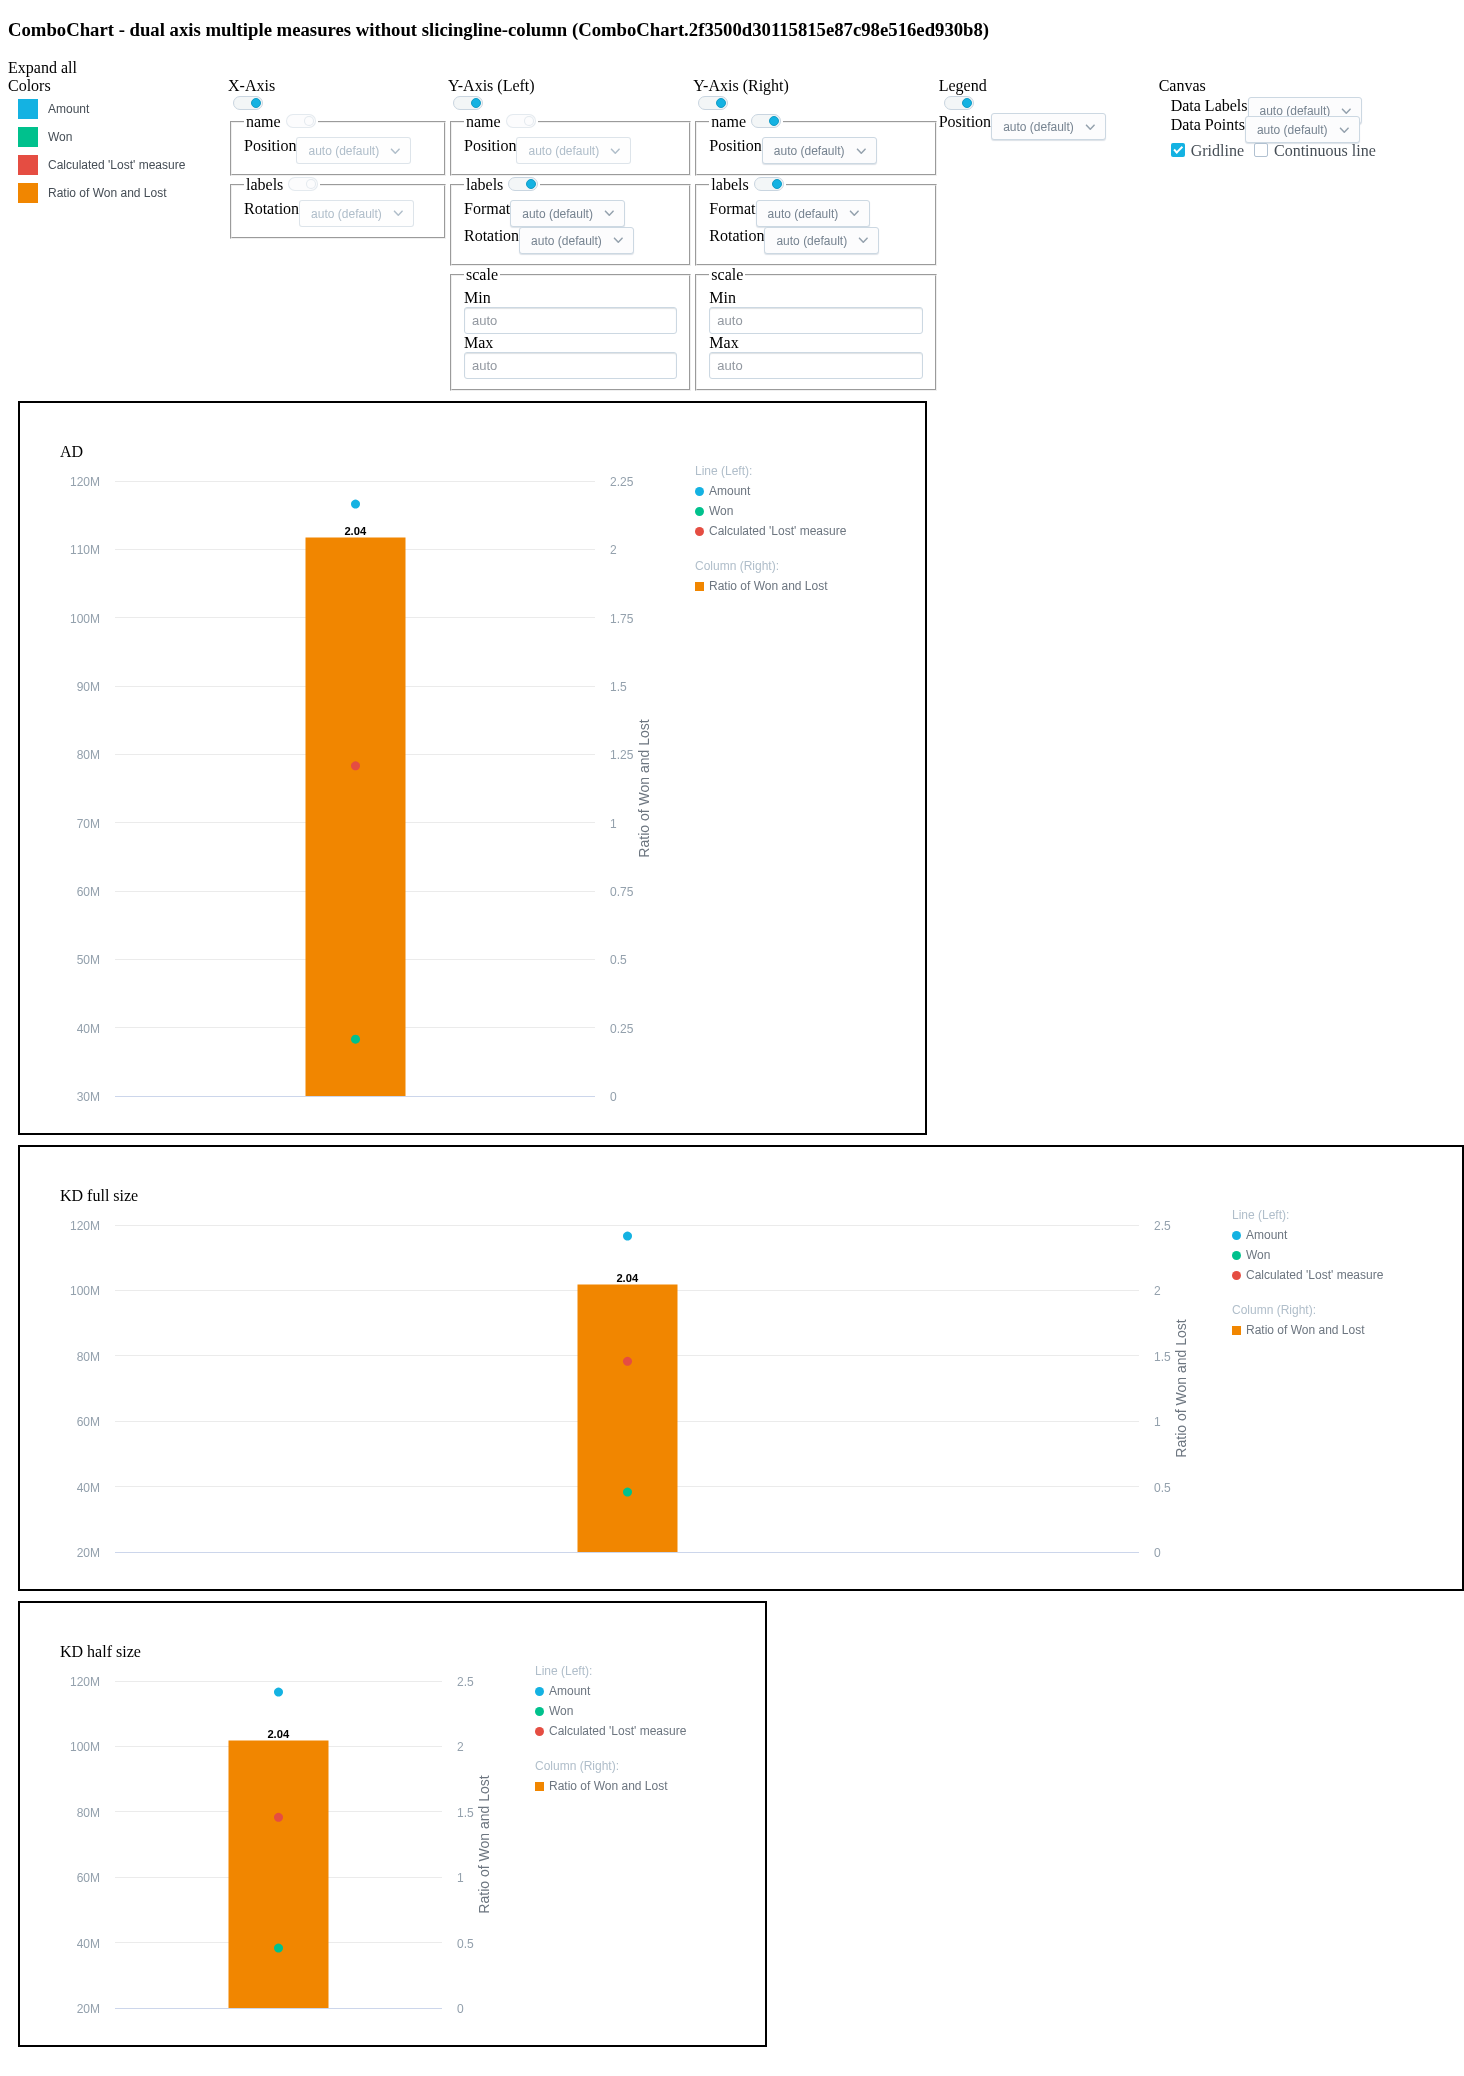 ComboChart - dual axis multiple measures without slicingline-column (ComboChart.2f3500d30115815e87c98e516ed930b8)
Expand all
Colors
Amount
Won
Calculated 'Lost' measure
Ratio of Won and Lost
X-Axis
name
Position auto (default)
labels
Rotation auto (default)
Y-Axis (Left)
name
Position auto (default)
labels
Format auto (default)
Rotation auto (default)
scale
Min
auto
Max
auto
Y-Axis (Right)
name
Position auto (default)
labels
Format auto (default)
Rotation auto (default)
scale
Min
auto
Max
auto
Legend
Position auto (default)
Canvas
Data Labels auto (default)
Data Points auto (default)
Gridline Continuous line
AD
120M
110M
100M
90M
80M
70M
60M
50M
40M
30M
2.04
2.25
2
1.75
1.5
1.25
1
0.75
0.5
0.25
0
Ratio of Won and Lost
Line (Left):
Amount
Won
Calculated 'Lost' measure
Column (Right):
Ratio of Won and Lost
KD full size
120M
100M
80M
60M
40M
20M
2.04
2.5
2
1.5
1
0.5
0
Ratio of Won and Lost
Line (Left):
Amount
Won
Calculated 'Lost' measure
Column (Right):
Ratio of Won and Lost
KD half size
120M
100M
80M
60M
40M
20M
2.04
2.5
2
1.5
1
0.5
0
Ratio of Won and Lost
Line (Left):
Amount
Won
Calculated 'Lost' measure
Column (Right):
Ratio of Won and Lost